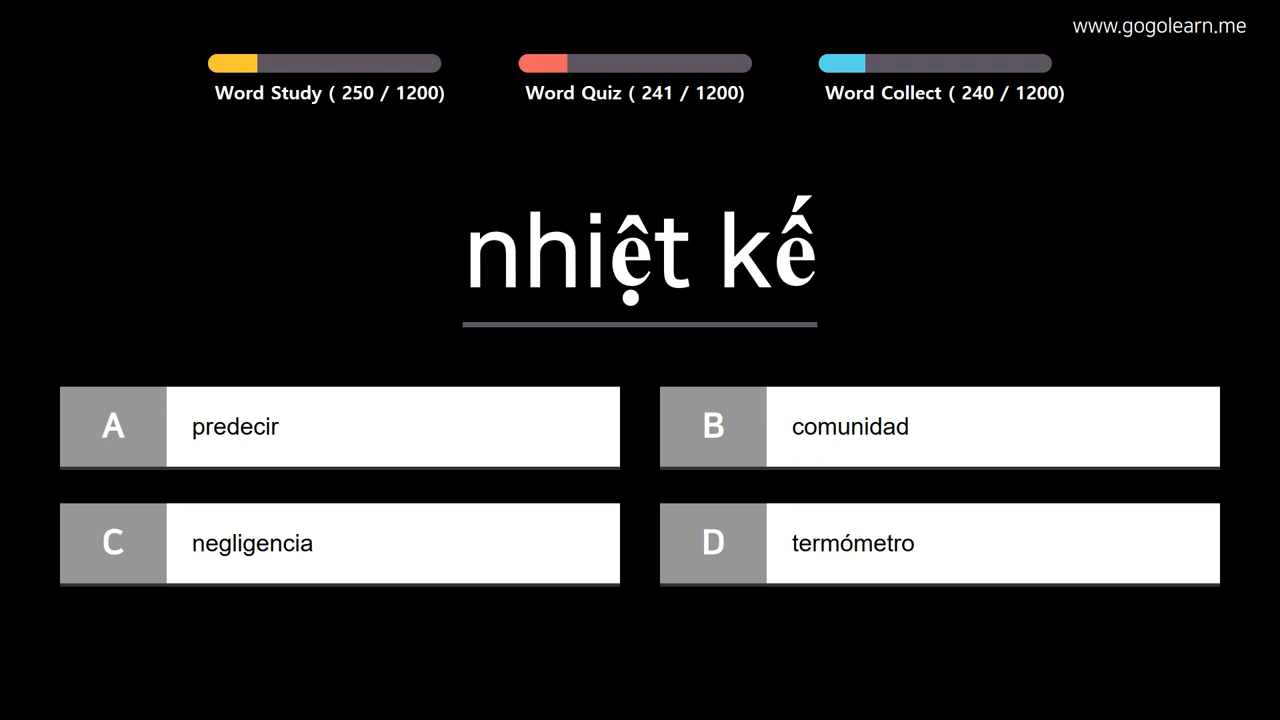 www.gogolearn.me
Word Study ( 250 / 1200)
Word Quiz ( 241 / 1200)
Word Collect ( 240 / 1200)
nhiệt kế
A predecir
B comunidad
C negligencia
D termómetro